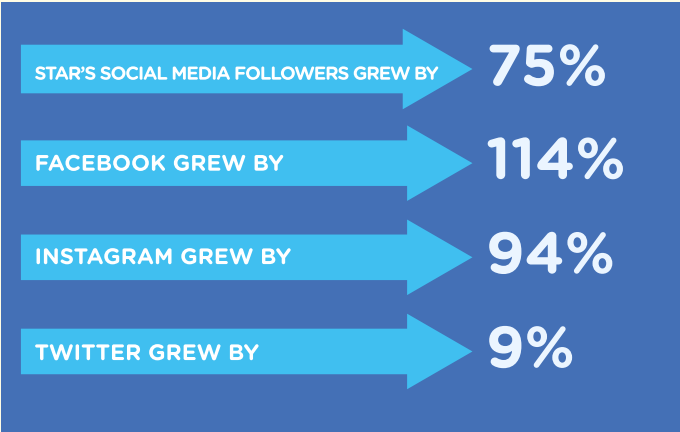 STAR'S SOCIAL MEDIA FOLLOWERS GREW BY 75%
FACEBOOK GREW BY 114%
INSTAGRAM GREW BY 94%
TWITTER GREW BY 9%